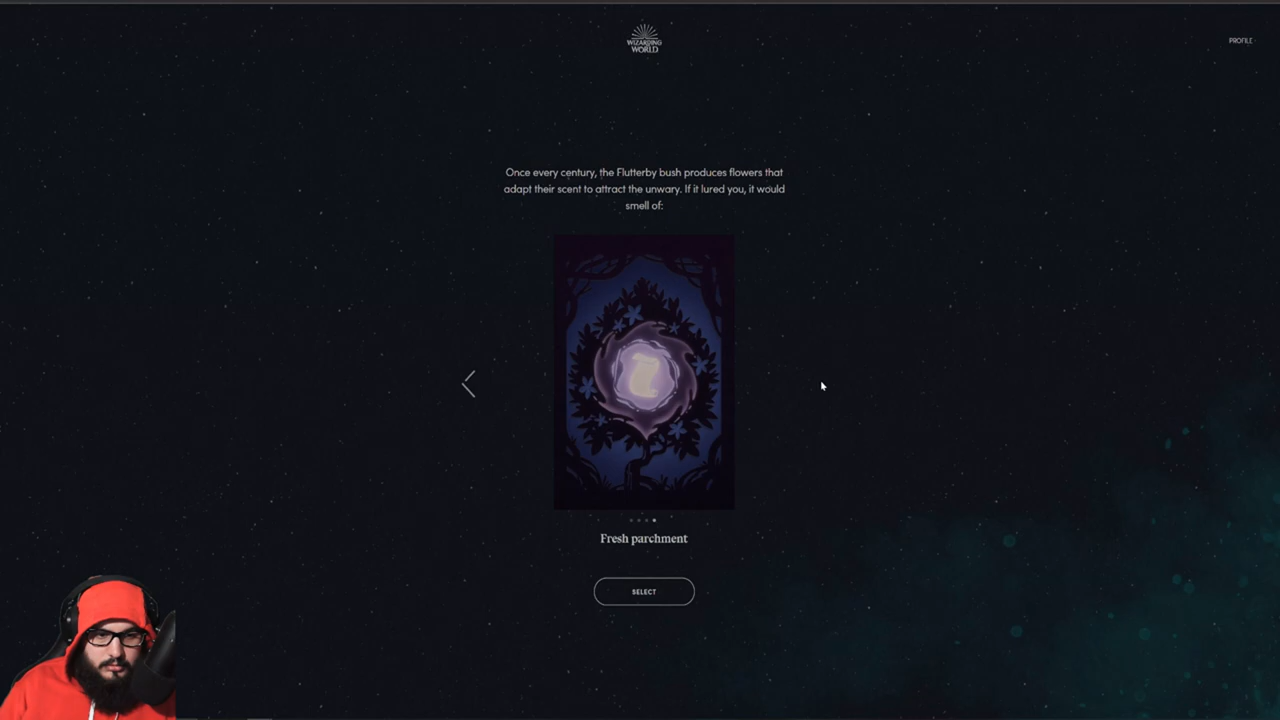 WIZARDING
WORLD
PROFILE
Once every century, the Flutterby bush produces flowers that
adapt their scent to attract the unwary. If it lured you, it would
smell of:
Fresh parchment
SELECT